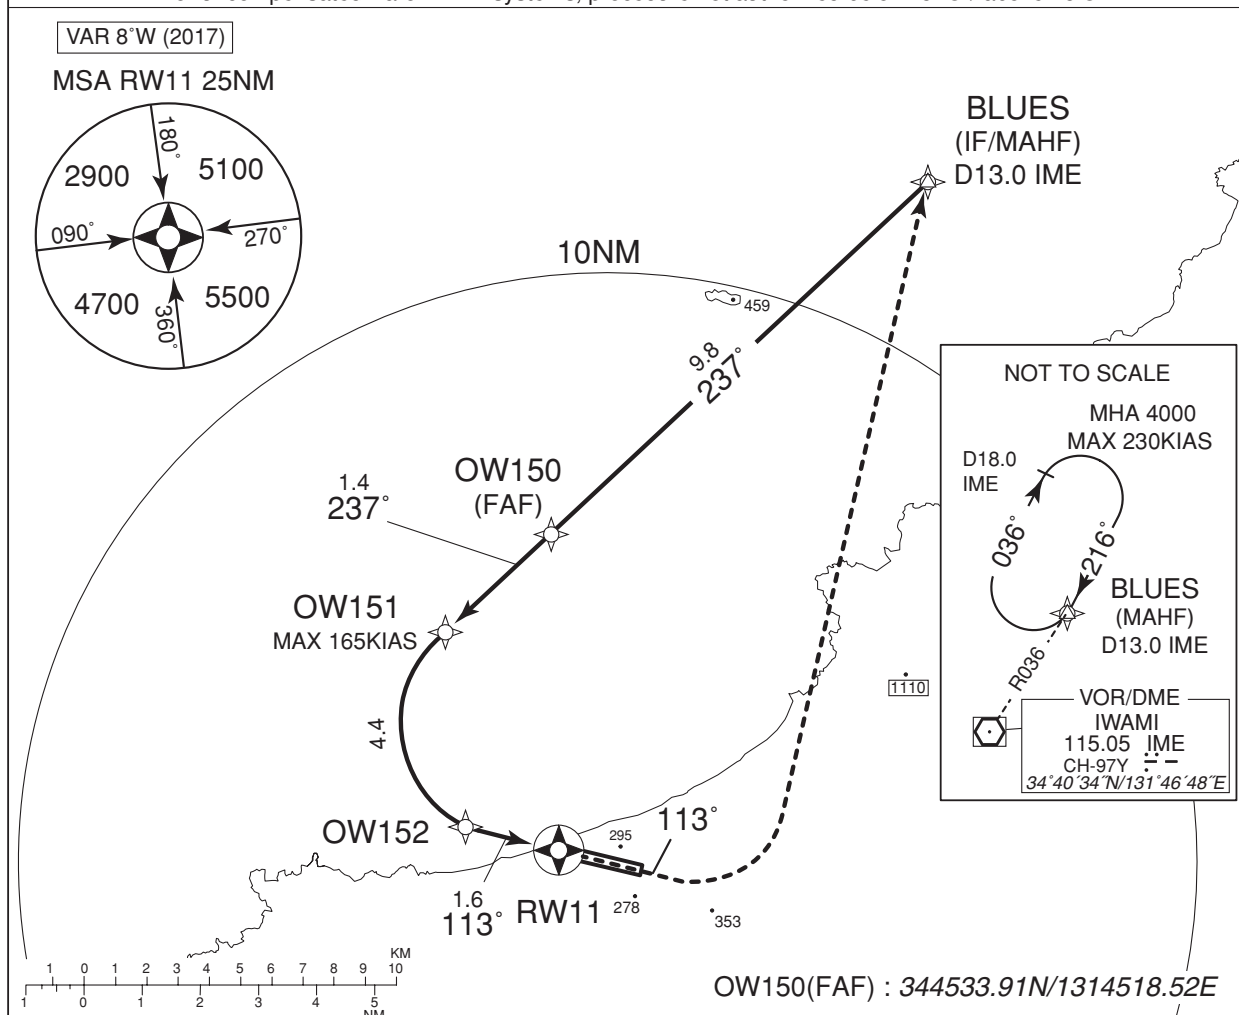 VAR 8°W (2017)
MSA RW11 25NM
180°
2900
5100
090°
270°
4700
5500
360°
BLUES
(IF/MAHF)
D13.0 IME
10NM
459
9.8
237°
OW150
(FAF)
1.4
237°
OW151
MAX 165KIAS
4.4
OW152
1.6
113°
RW11
295
278
353
113°
1110
NOT TO SCALE
MHA 4000
MAX 230KIAS
D18.0
IME
036°
216°
BLUES
(MAHF)
D13.0 IME
R036
VOR/DME
IWAMI
115.05 IME
CH-97Y
34°40´34˝N/131°46´48˝E
KM
1 0 1 2 3 4 5 6 7 8 9 10
1 0 1 2 3 4 5
NM
OW150(FAF) : 344533.91N/1314518.52E